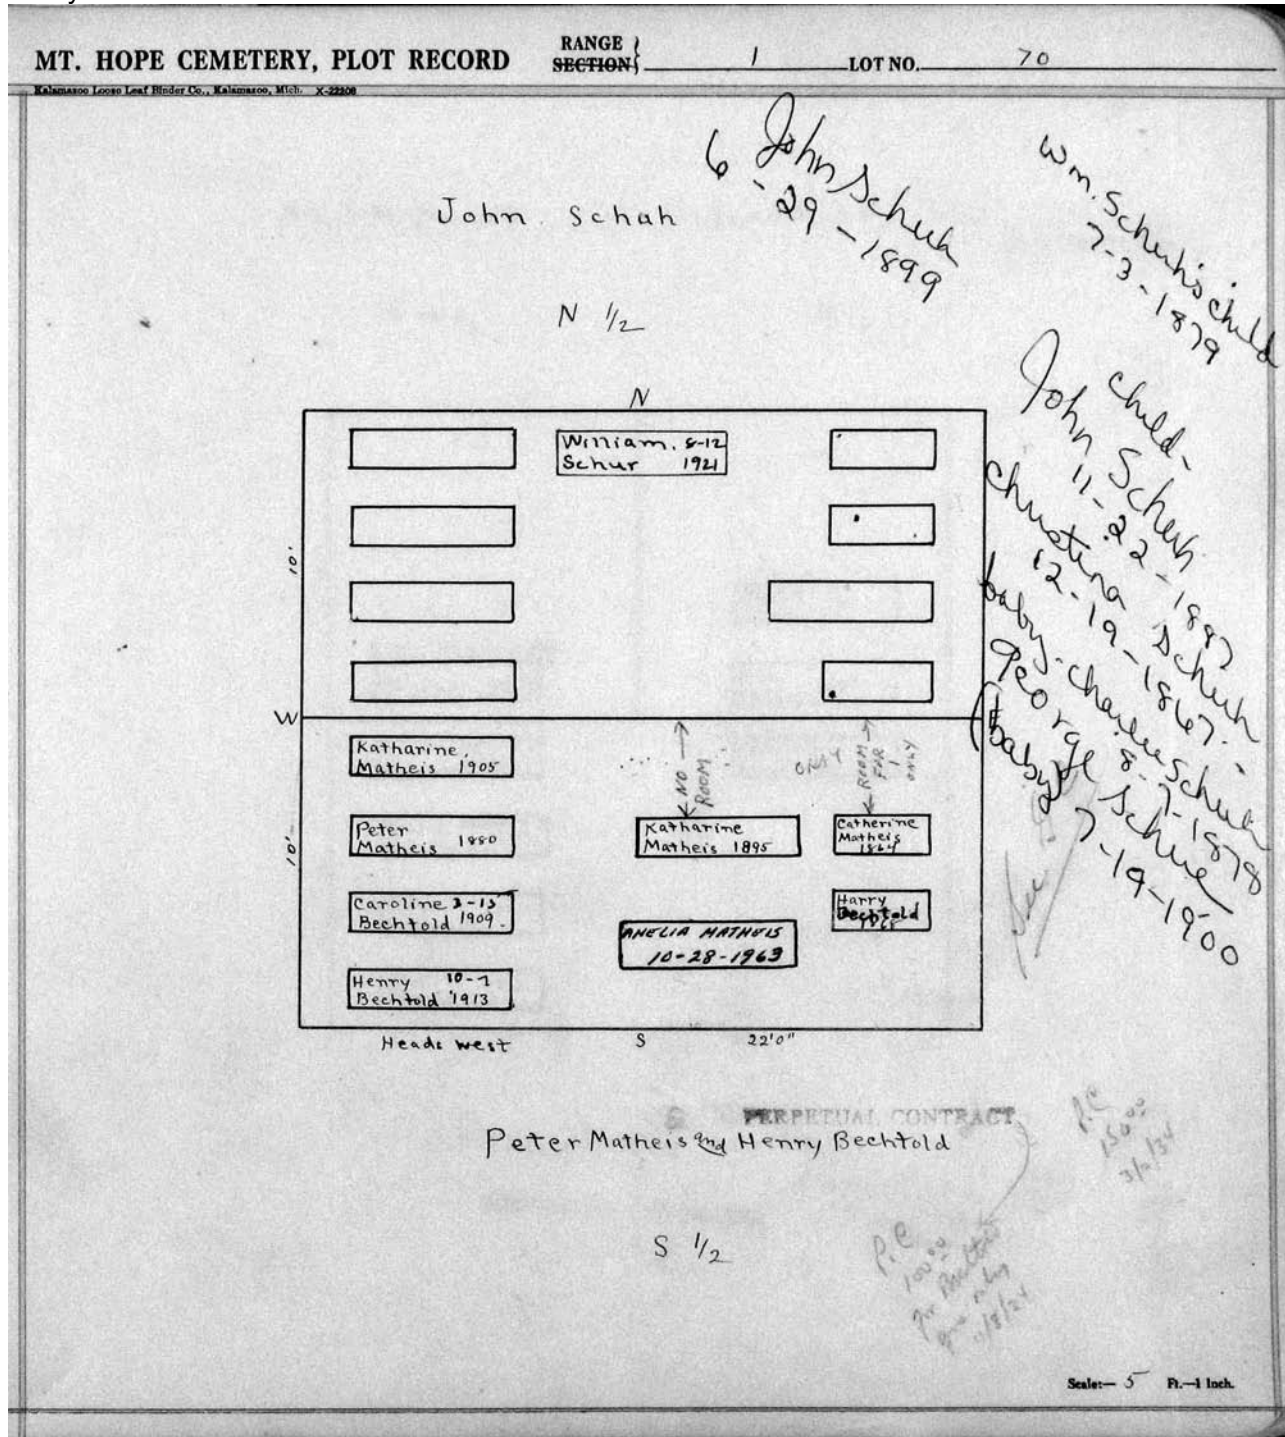 MT. HOPE CEMETERY, PLOT RECORD
RANGE
SECTION
1
LOT NO.
70
Kalamazoo Loose Leaf Binder Co., Kalamazoo, Mich. X-22208
John Schah
N 1/2
John Schuh
6-29-1899
Wm. Schuh's child
7-3-1879
child-
John Schuh
11-22-1887
Christina Schuh
12-19-1867
baby. Charles Schuh
8-7-1878
George Schue
(baby) 7-19-1900
See
N
William. 8-12
Schur 1921
10'
W
E
Katharine
Matheis 1905
NO ROOM
ONLY
ROOM FOR 1 ONLY
Peter
Matheis 1880
Katharine
Matheis 1895
Catherine
Matheis
1864
10'
Caroline 3-15
Bechtold 1909.
Harry
Bechtold
AMELIA MATHEIS
10-28-1963
Henry 10-7
Bechtold 1913
Heads west
S
22'0"
PERPETUAL CONTRACT
Peter Matheis and Henry Bechtold
P.C
150 00
S 1/2
P.C
100 00
for
Scale:— 5 Ft.—1 Inch.